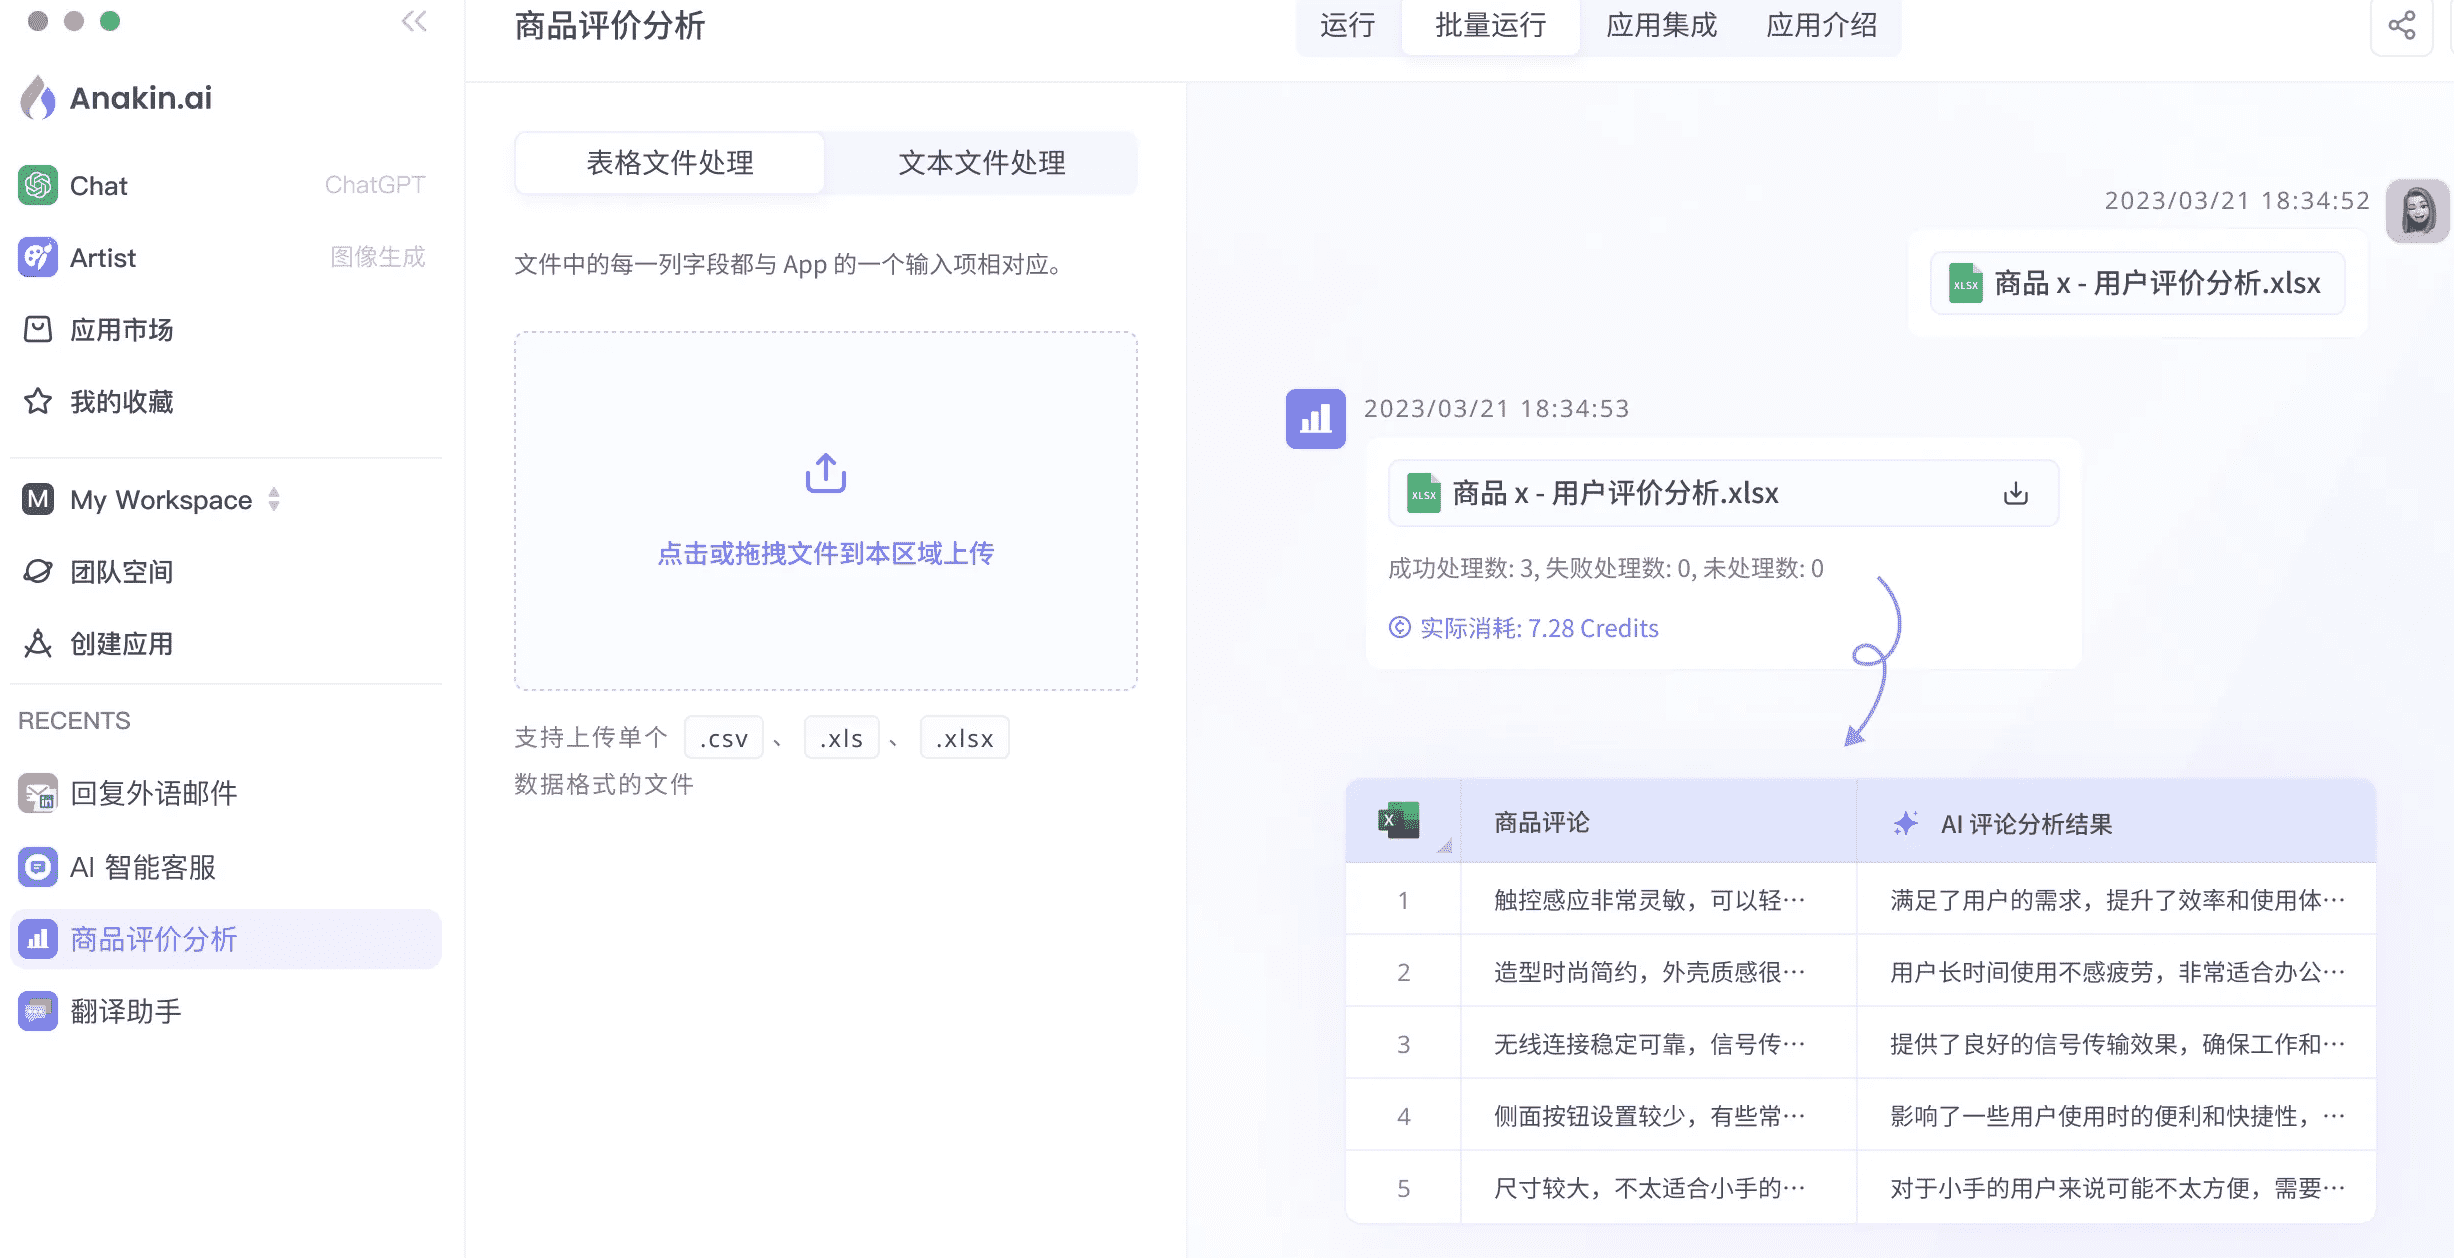 商品评价分析
运行
批量运行
应用集成
应用介绍
Anakin.ai
Chat
ChatGPT
Artist
图像生成
应用市场
我的收藏
M My Workspace
团队空间
创建应用
RECENTS
回复外语邮件
AI 智能客服
商品评价分析
翻译助手
表格文件处理
文本文件处理
文件中的每一列字段都与 App 的一个输入项相对应。
点击或拖拽文件到本区域上传
支持上传单个 .csv 、 .xls 、 .xlsx
数据格式的文件
2023/03/21 18:34:52
XLSX 商品 x - 用户评价分析.xlsx
2023/03/21 18:34:53
XLSX 商品 x - 用户评价分析.xlsx
成功处理数: 3, 失败处理数: 0, 未处理数: 0
实际消耗: 7.28 Credits
X 商品评论 AI 评论分析结果
1 触控感应非常灵敏，可以轻… 满足了用户的需求，提升了效率和使用体…
2 造型时尚简约，外壳质感很… 用户长时间使用不感疲劳，非常适合办公…
3 无线连接稳定可靠，信号传… 提供了良好的信号传输效果，确保工作和…
4 侧面按钮设置较少，有些常… 影响了一些用户使用时的便利和快捷性，…
5 尺寸较大，不太适合小手的… 对于小手的用户来说可能不太方便，需要…